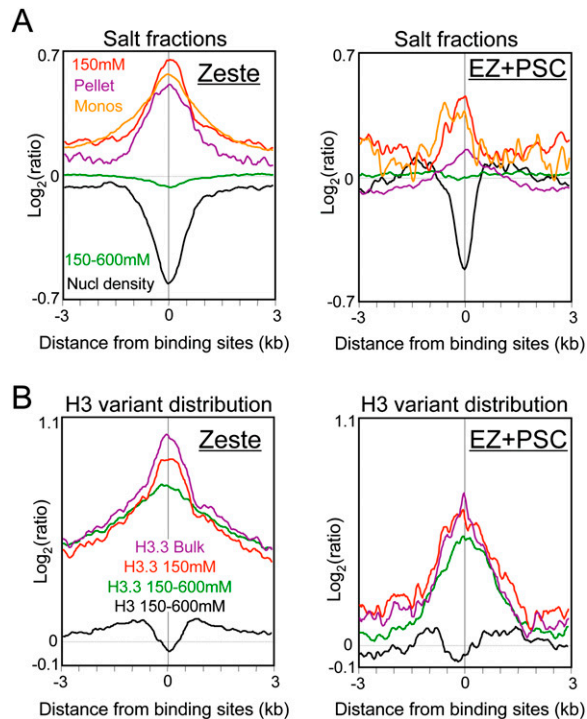 A
Salt fractions
Zeste
0.7
150mM
Pellet
Monos
0
Log2(ratio)
150-600mM
Nucl density
-0.7
-3
0
3
Distance from binding sites (kb)
Salt fractions
EZ+PSC
0.7
0
Log2(ratio)
-0.7
-3
0
3
Distance from binding sites (kb)
B
H3 variant distribution
1.1
Zeste
Log2(ratio)
H3.3 Bulk
H3.3 150mM
H3.3 150-600mM
H3 150-600mM
0
-0.1
-3
0
3
Distance from binding sites (kb)
H3 variant distribution
1.1
EZ+PSC
Log2(ratio)
0
-0.1
-3
0
3
Distance from binding sites (kb)